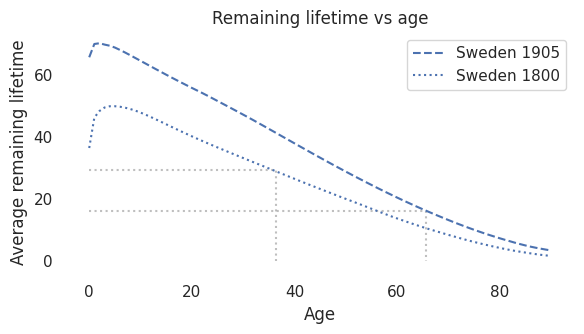 Remaining lifetime vs age
Sweden 1905
Sweden 1800
Average remaining lifetime
60
40
20
0
0 20 40 60 80
Age